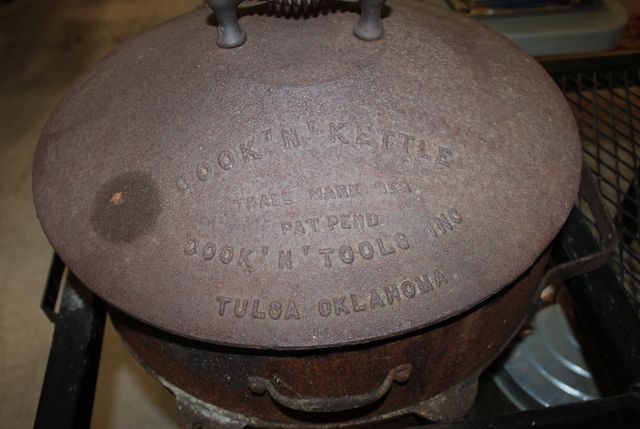 COOK'N'KETTLE
TRADE MARK REG.
PAT PEND
COOK'N'TOOLS INC
TULSA OKLAHOMA